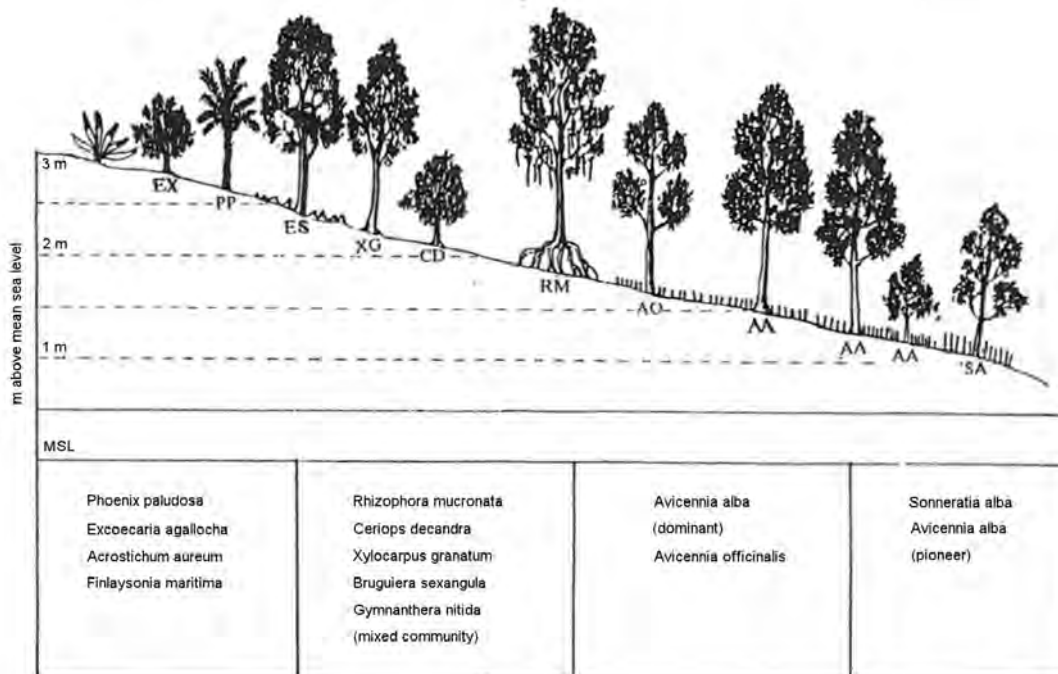 3 m
EX
PP
ES
XG
2 m
CD
RM
AO
AA
1 m
AA
AA
SA
m above mean sea level
MSL
Phoenix paludosa
Excoecaria agallocha
Acrostichum aureum
Finlaysonia maritima
Rhizophora mucronata
Ceriops decandra
Xylocarpus granatum
Bruguiera sexangula
Gymnanthera nitida
(mixed community)
Avicennia alba
(dominant)
Avicennia officinalis
Sonneratia alba
Avicennia alba
(pioneer)